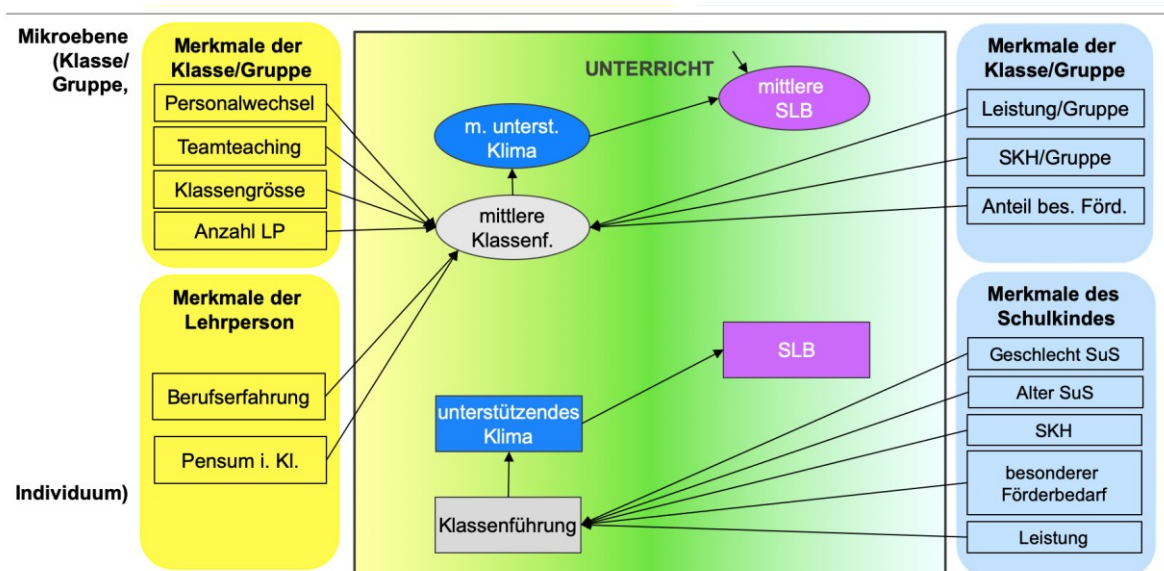 Mikroebene
(Klasse/
Gruppe,
Individuum)
Merkmale der
Klasse/Gruppe
Personalwechsel
Teamteaching
Klassengrösse
Anzahl LP
Merkmale der
Lehrperson
Berufserfahrung
Pensum i. Kl.
UNTERRICHT
mittlere
SLB
m. unterst.
Klima
mittlere
Klassenf.
SLB
unterstützendes
Klima
Klassenführung
Merkmale der
Klasse/Gruppe
Leistung/Gruppe
SKH/Gruppe
Anteil bes. Förd.
Merkmale des
Schulkindes
Geschlecht SuS
Alter SuS
SKH
besonderer
Förderbedarf
Leistung